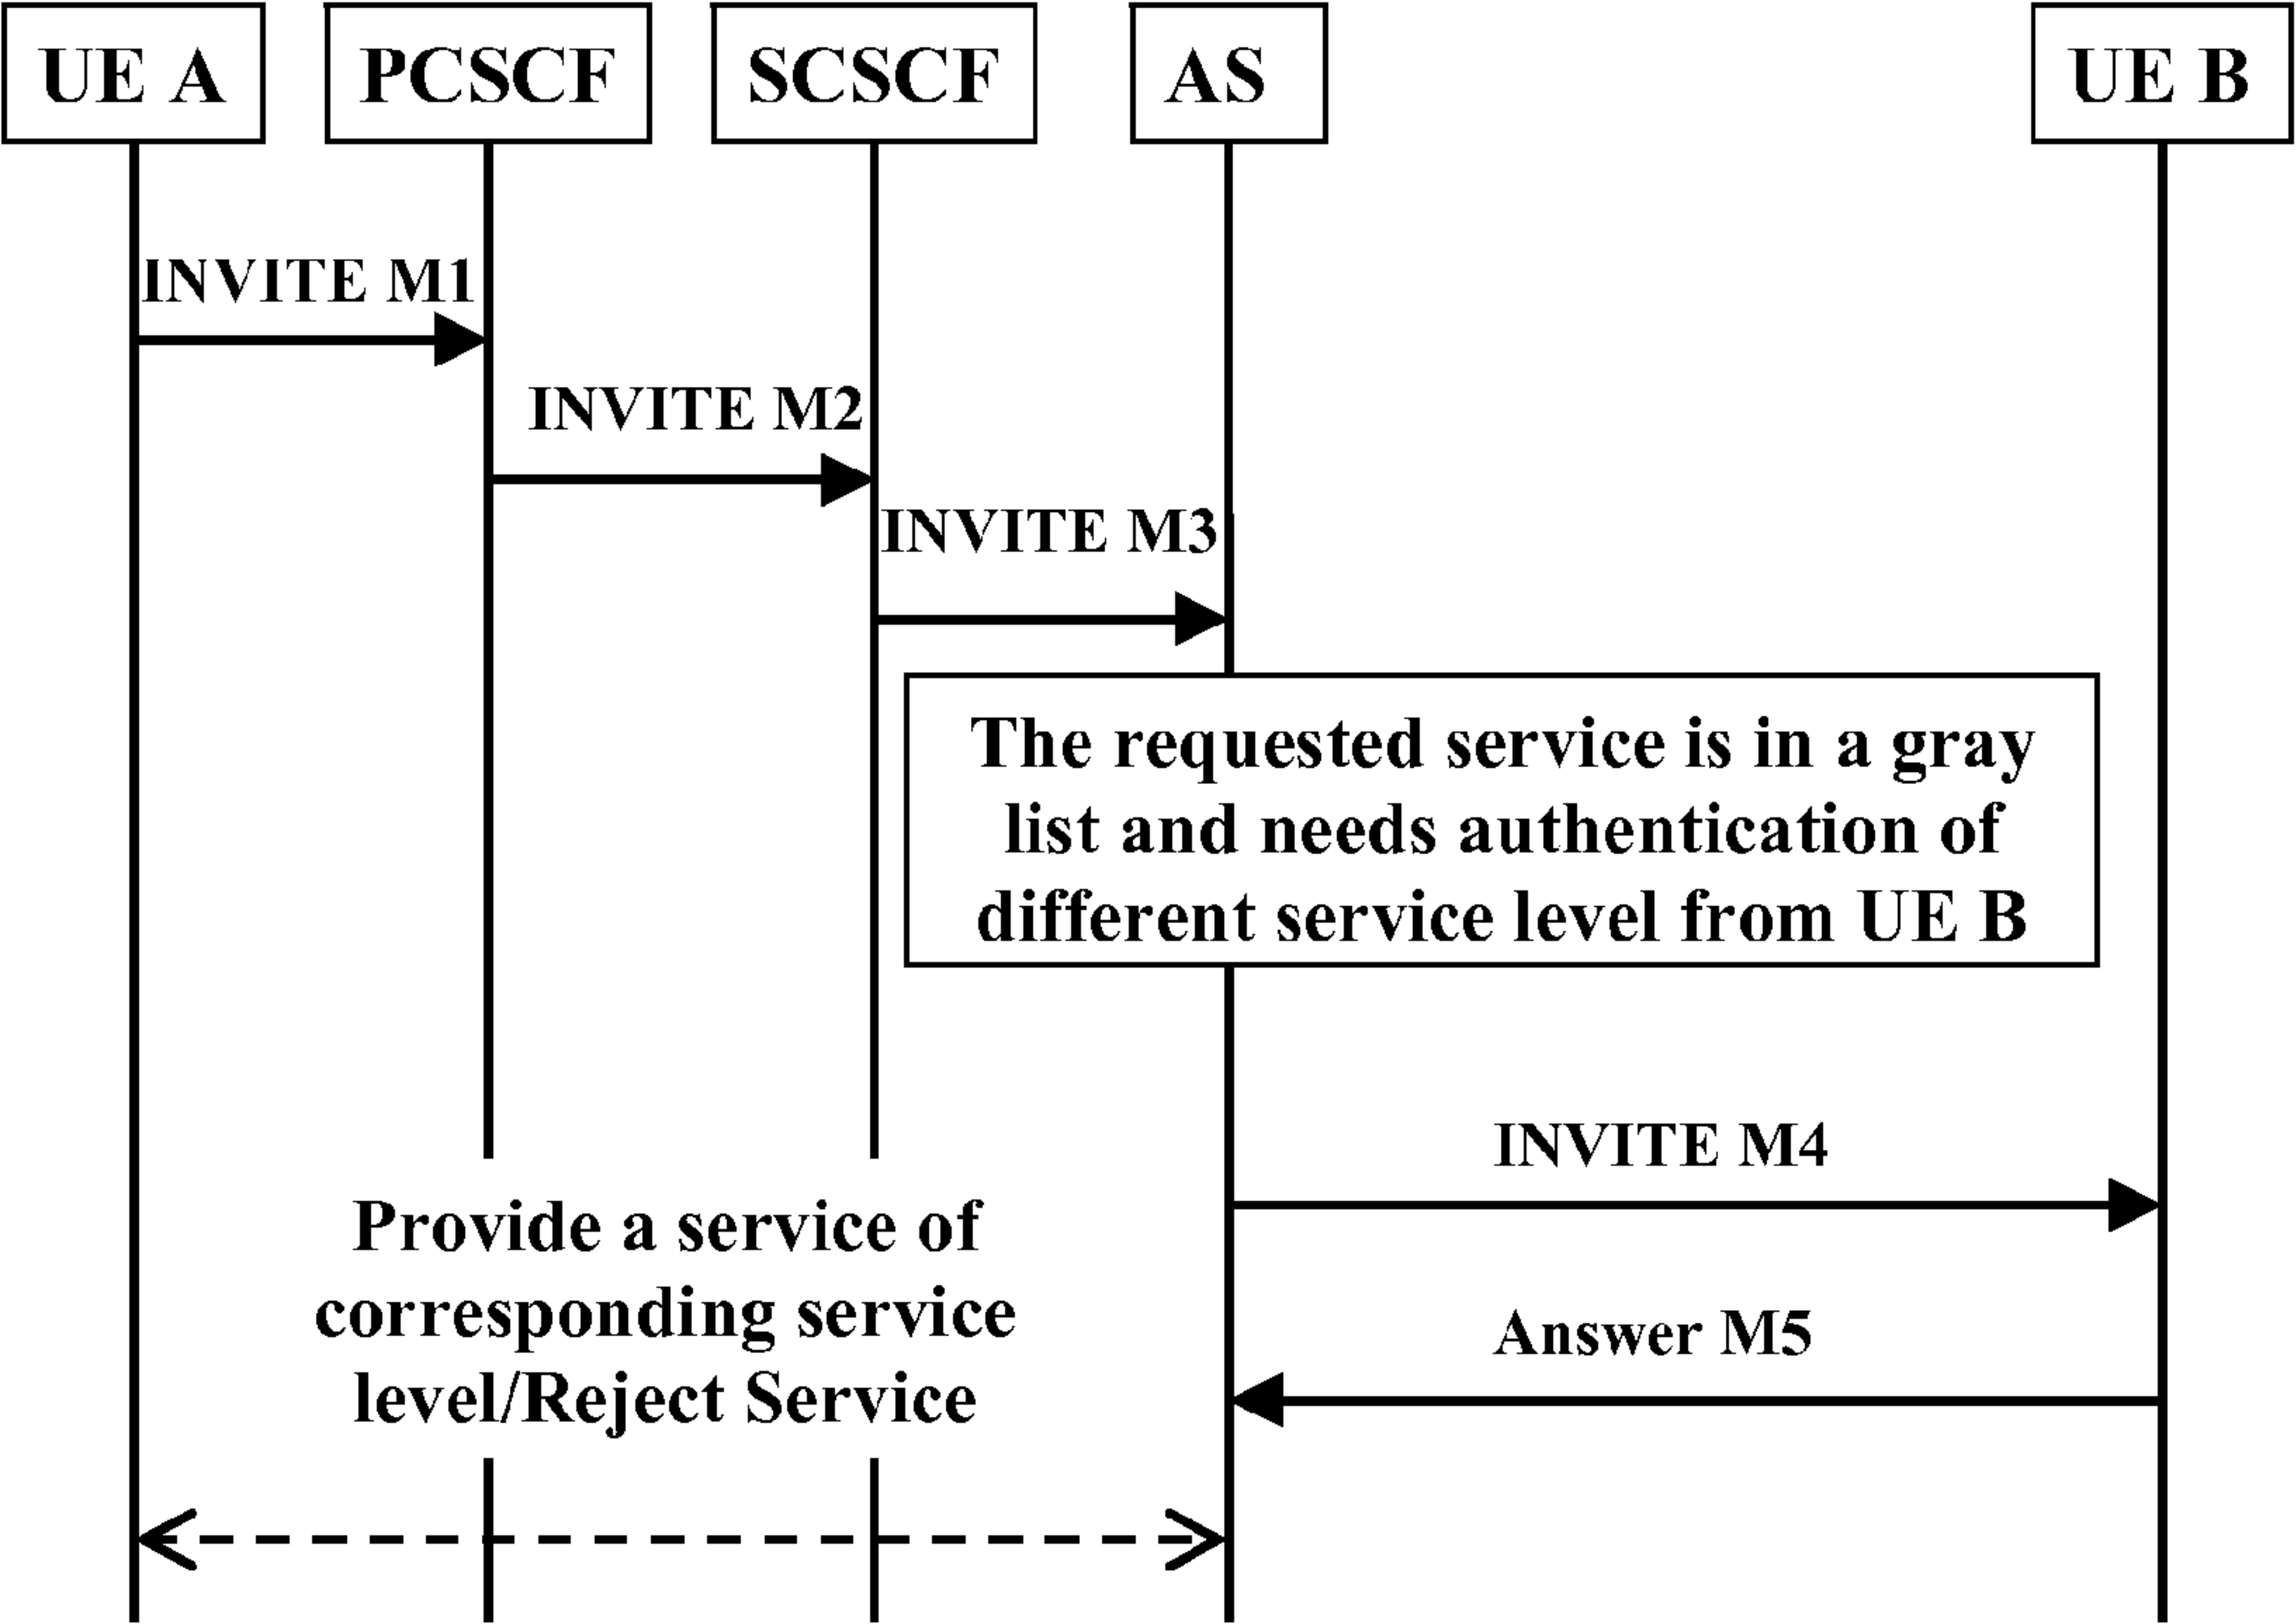 UE A
PCSCF
SCSCF
AS
UE B
INVITE M1
INVITE M2
INVITE M3
The requested service is in a gray
list and needs authentication of
different service level from UE B
INVITE M4
Provide a service of
corresponding service
level/Reject Service
Answer M5